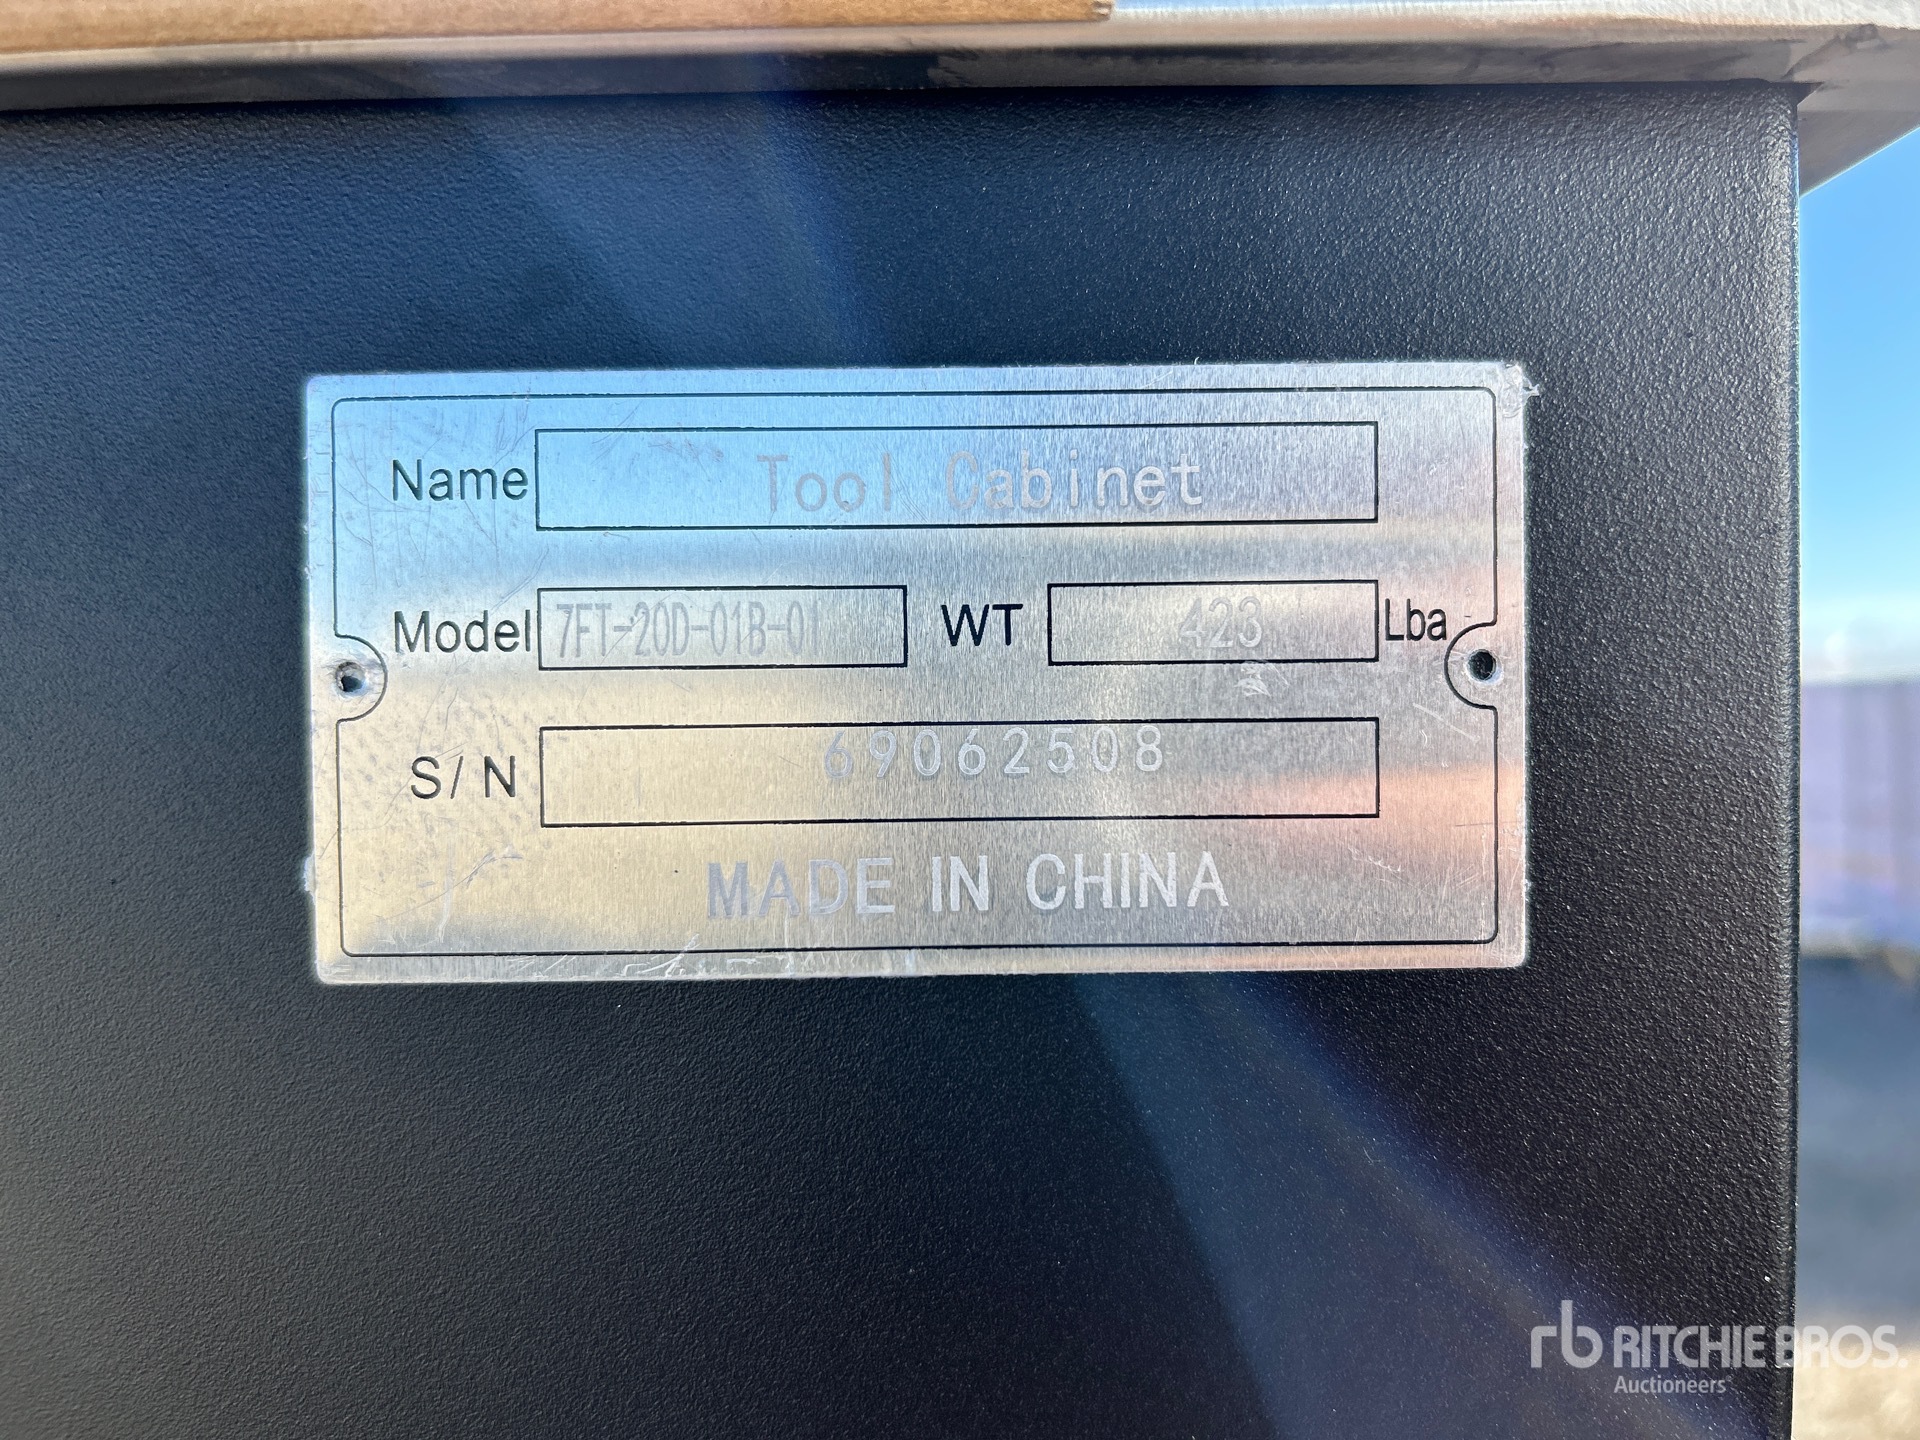 Name Tool Cabinet
Model 7FT-20D-01B-01 WT 423 Lba
S/N 69062508
MADE IN CHINA
rb RITCHIE BROS.
Auctioneers